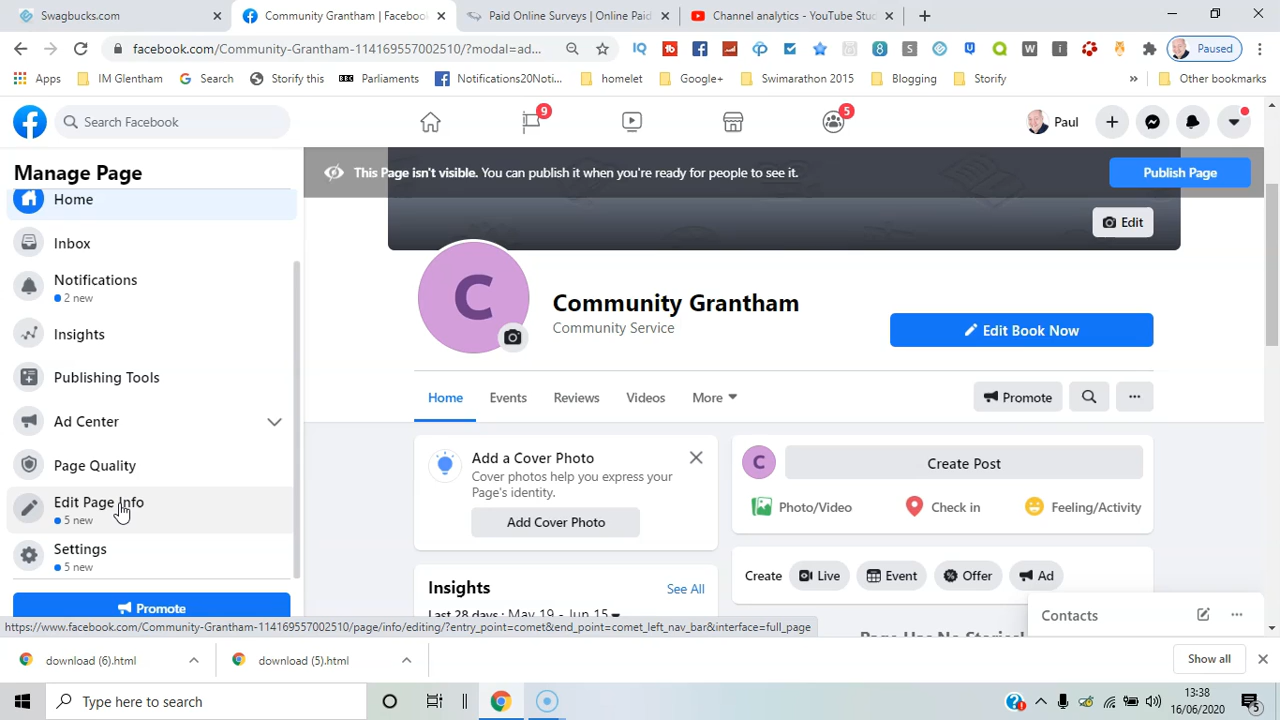 Swagbucks.com
Community Grantham | Facebook
Paid Online Surveys | Online Paid
Channel analytics - YouTube Stu
facebook.com/Community-Grantham-114169557002510/?modal=ad...
Paused
Apps
IM Glentham
Search
Storify this
BBC Parliaments
Notifications20Noti...
homelet
Google+
Swimarathon 2015
Blogging
Storify
»
Other bookmarks
Search Facebook
9
5
Paul
Manage Page
Home
Inbox
Notifications
2 new
Insights
Publishing Tools
Ad Center
Page Quality
Edit Page Info
5 new
Settings
5 new
Promote
This Page isn't visible. You can publish it when you're ready for people to see it.
Publish Page
Edit
C
Community Grantham
Community Service
Edit Book Now
Home
Events
Reviews
Videos
More
Promote
...
Add a Cover Photo
Cover photos help you express your
Page's identity.
Add Cover Photo
C
Create Post
Photo/Video
Check in
Feeling/Activity
Create
Live
Event
Offer
Ad
Insights
See All
Last 28 days : May 19 - Jun 15
Page Has No Stories!
Contacts
https://www.facebook.com/Community-Grantham-114169557002510/page/info/editing/?entry_point=comet&end_point=comet_left_nav_bar&interface=full_page
download (6).html
download (5).html
Show all
Type here to search
13:38
16/06/2020
5